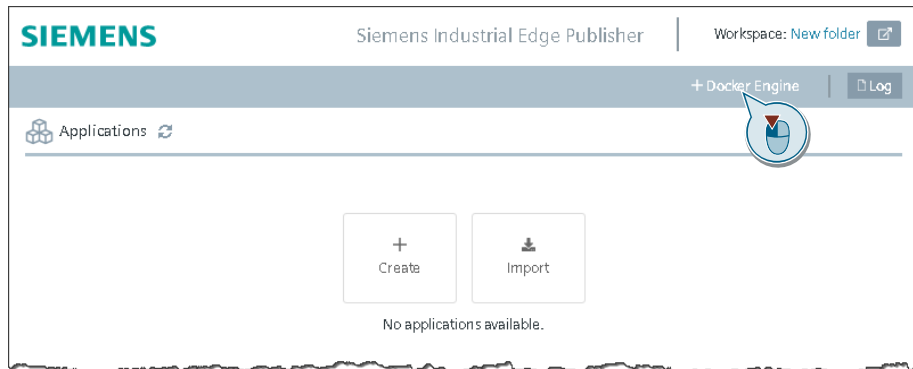 SIEMENS Siemens Industrial Edge Publisher Workspace: New folder
+ Docker Engine Log
Applications
+
Create Import
No applications available.